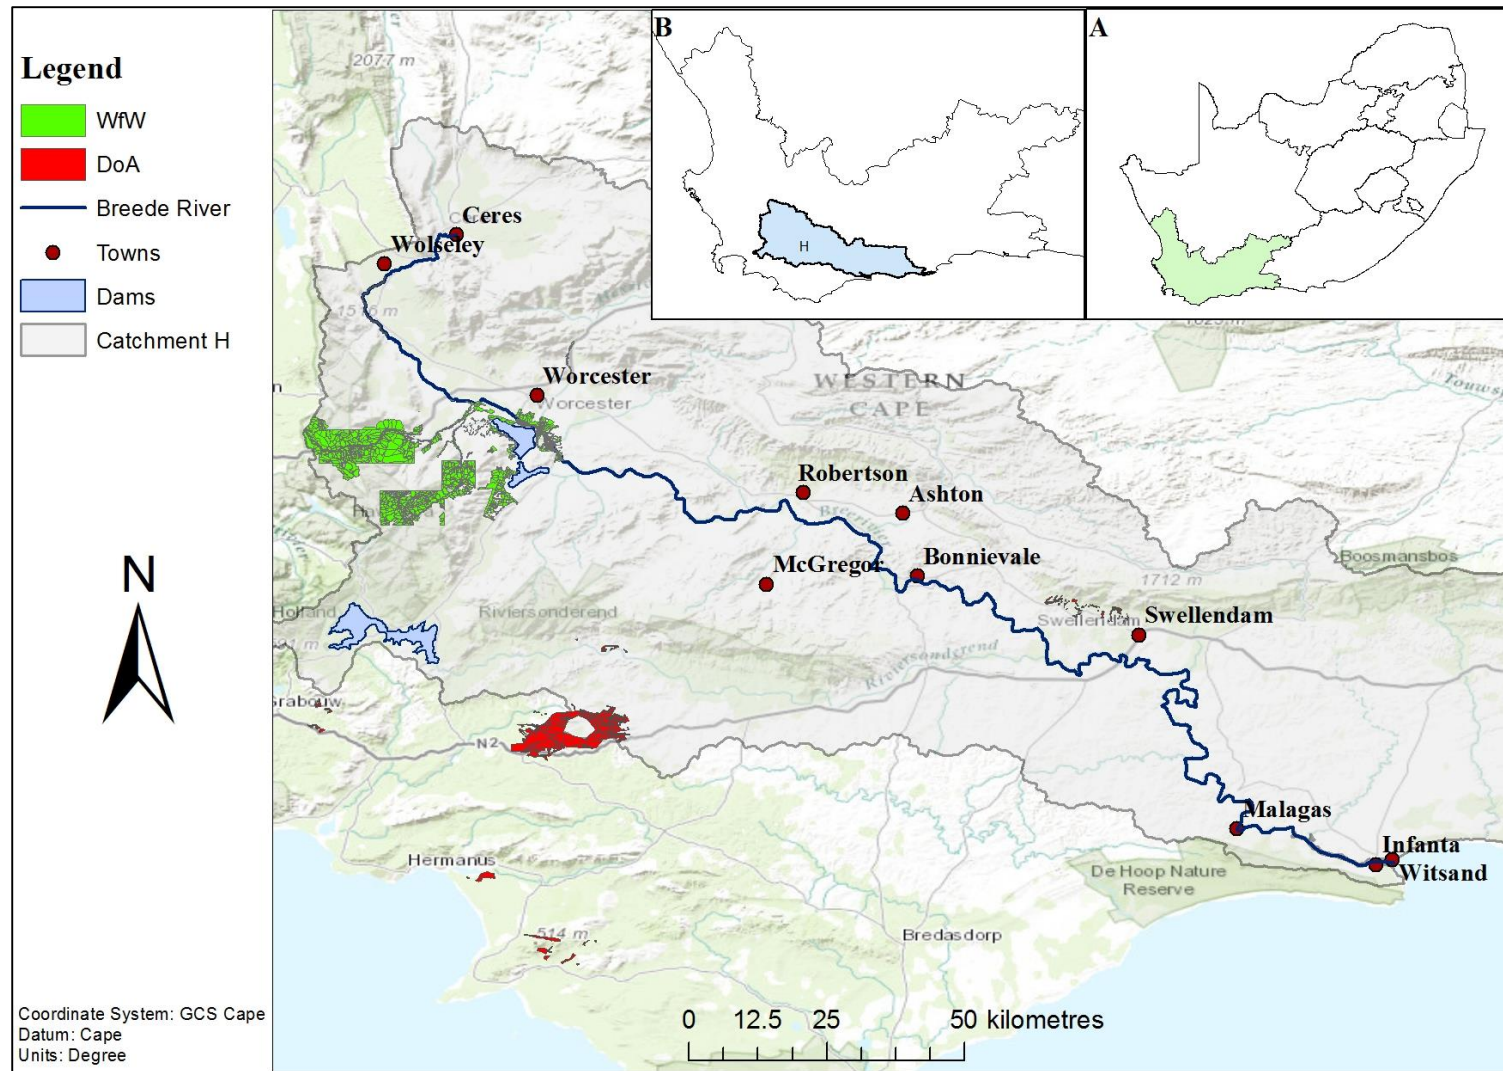 Legend
WfW
DoA
Breede River
Towns
Dams
Catchment H
N
Coordinate System: GCS Cape
Datum: Cape
Units: Degree
B
H
A
2077 m
Ceres
Wolseley
Worcester
Worcester
WESTERN
CAPE
Robertson
Ashton
McGregor
Bonnievale
Boosmansbos
1712 m
Swellendam
Swellendam
Holland
Riviersonderend
Riviersonderend
Grabouw
N2
Malagas
Infanta
Witsand
De Hoop Nature
Reserve
Hermanus
514 m
Bredasdorp
0 12.5 25 50 kilometres